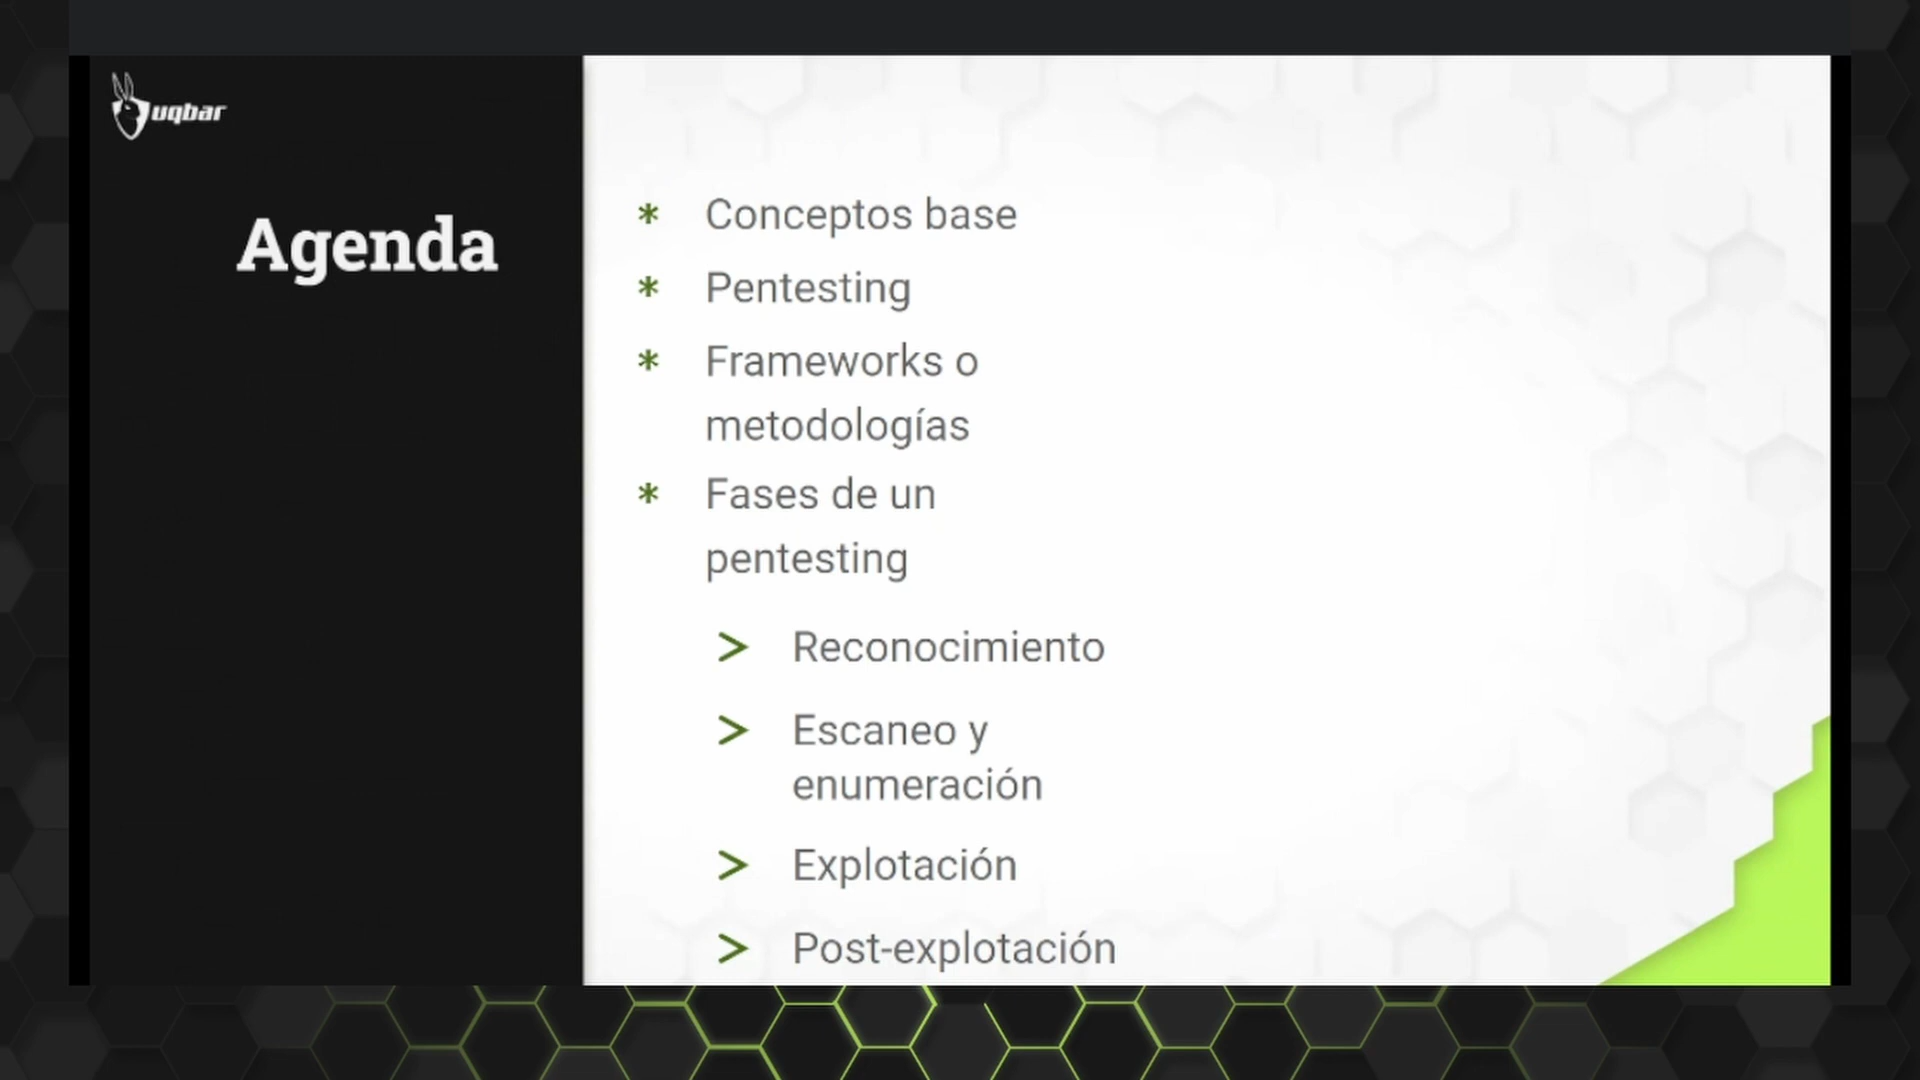 uqbar
Agenda
* Conceptos base
* Pentesting
* Frameworks o
metodologías
* Fases de un
pentesting
> Reconocimiento
> Escaneo y
enumeración
> Explotación
> Post-explotación